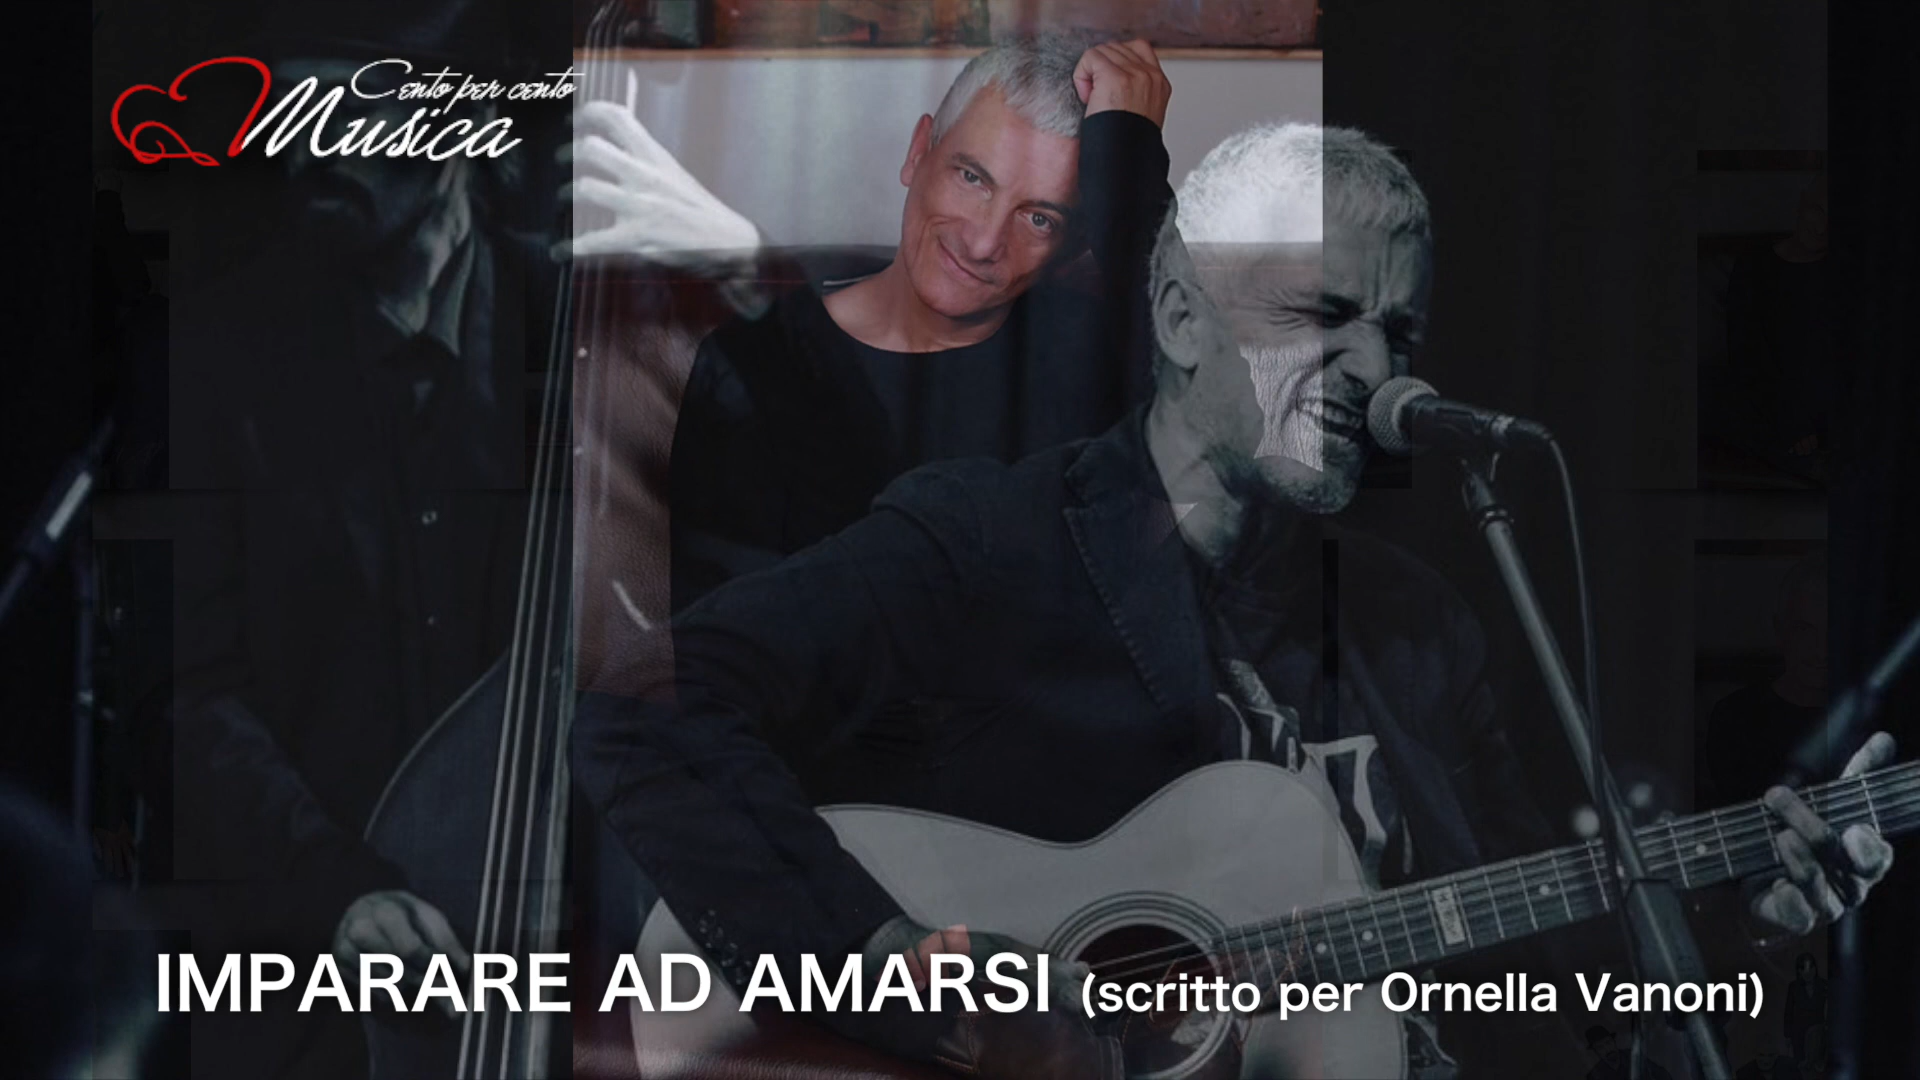 Cento per cento
Musica
IMPARARE AD AMARSI (scritto per Ornella Vanoni)